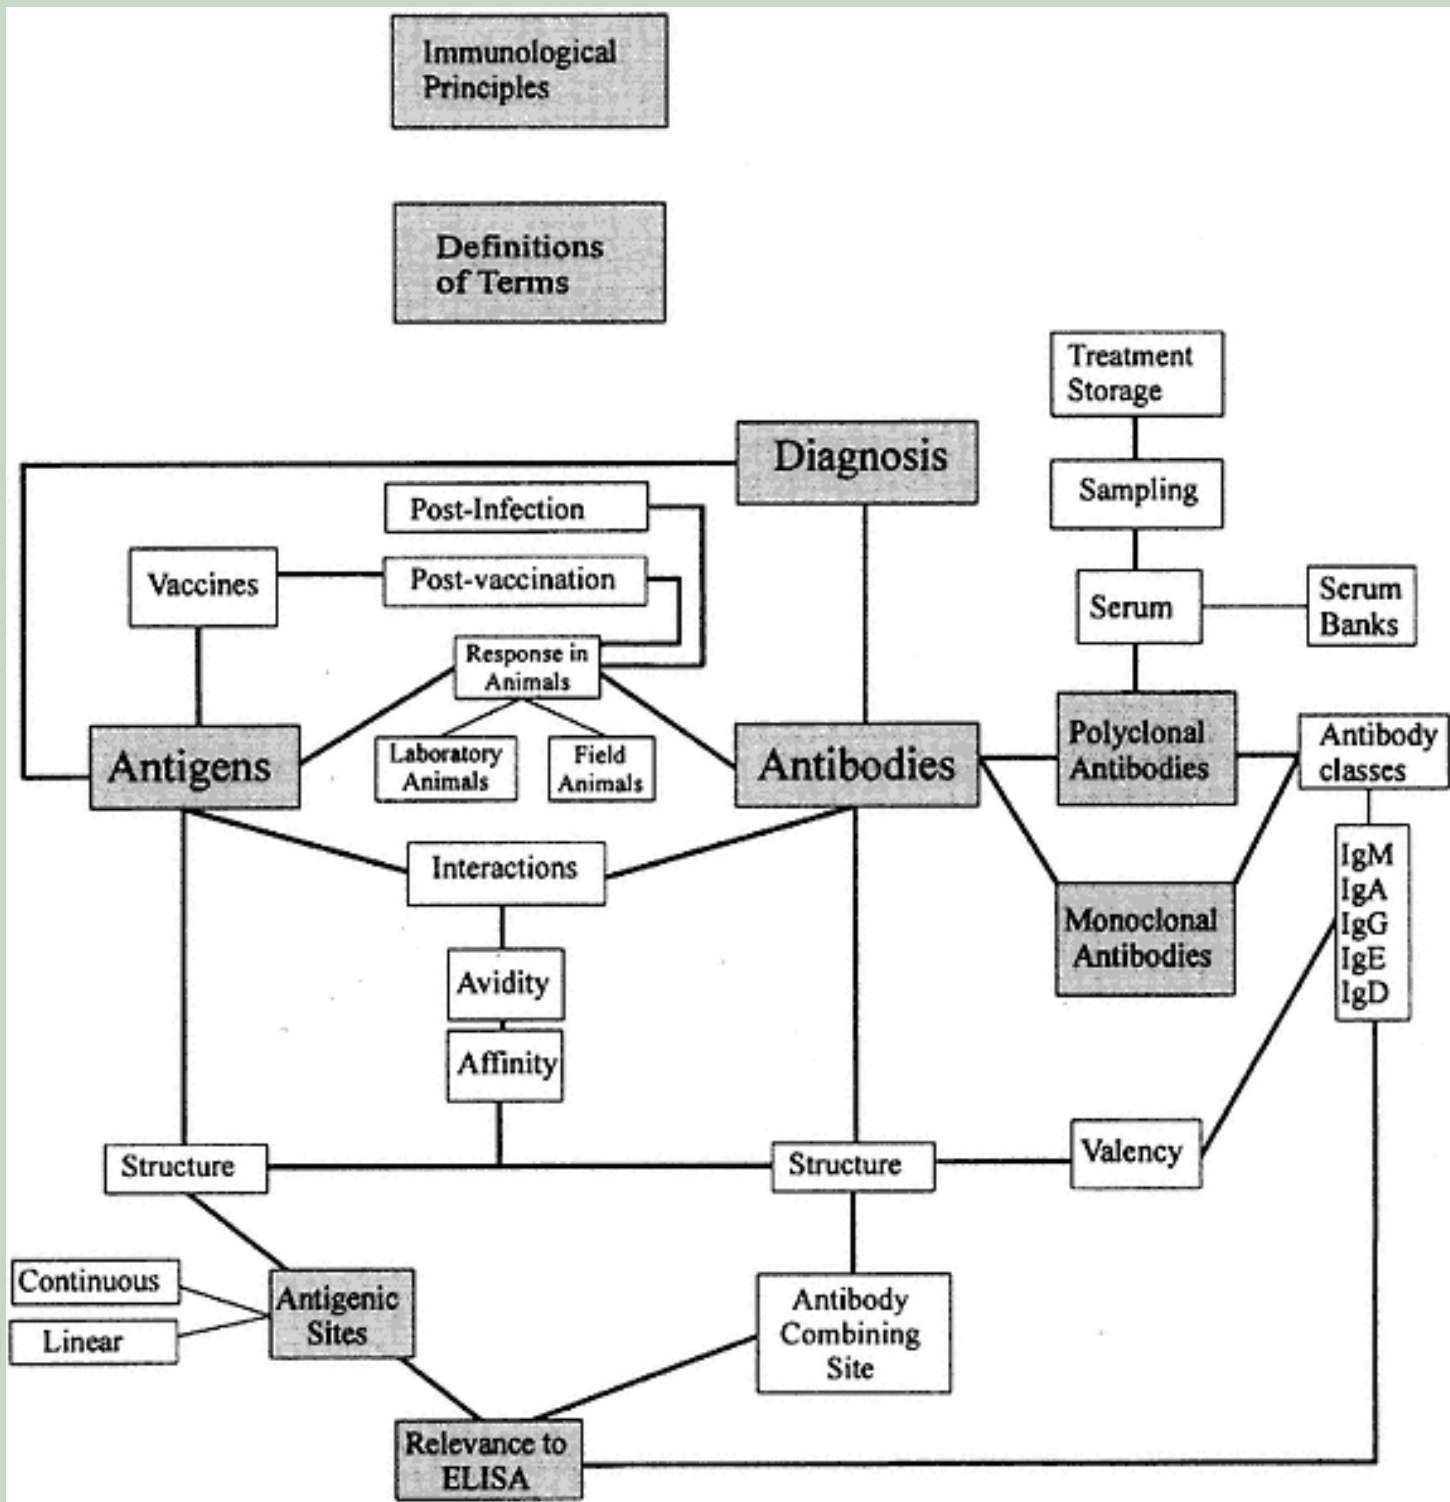 Immunological
Principles
Definitions
of Terms
Treatment
Storage
Diagnosis
Sampling
Post-Infection
Vaccines
Post-vaccination
Serum
Serum
Banks
Response in
Animals
Laboratory
Animals
Field
Animals
Antigens
Antibodies
Polyclonal
Antibodies
Antibody
classes
Interactions
IgM
IgA
IgG
IgE
IgD
Monoclonal
Antibodies
Avidity
Affinity
Structure
Structure
Valency
Continuous
Linear
Antigenic
Sites
Antibody
Combining
Site
Relevance to
ELISA